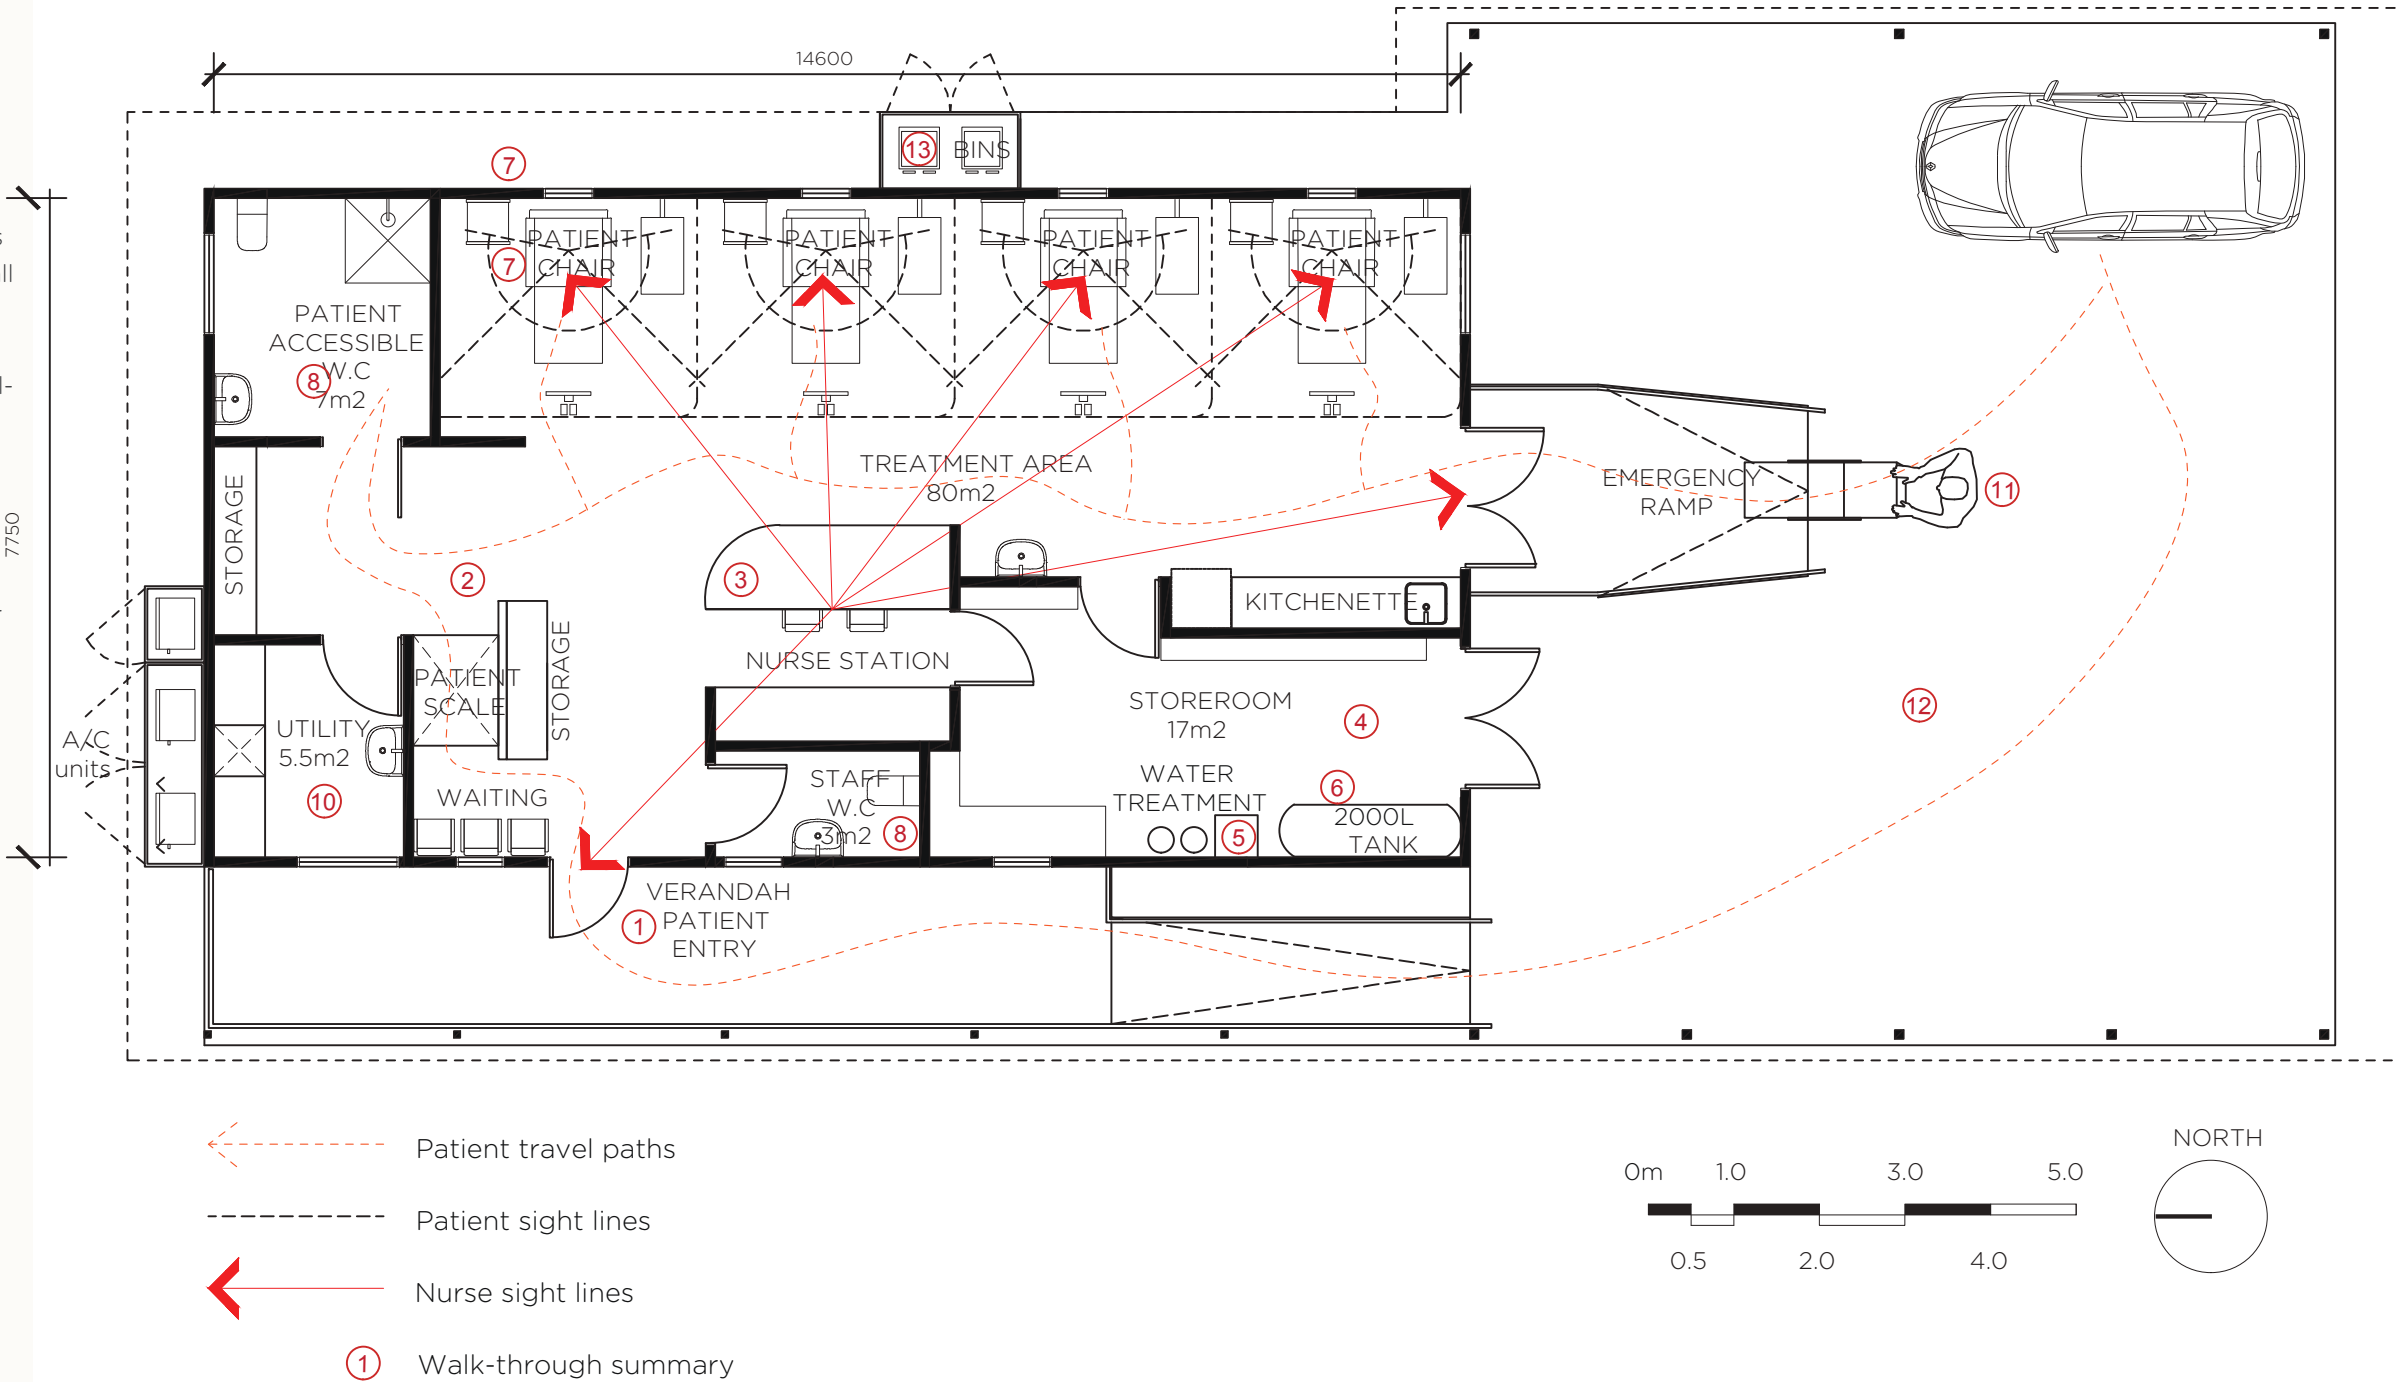 14600
13 BINS
7
s
all
PATIENT
CHAIR
7
PATIENT
CHAIR
PATIENT
CHAIR
PATIENT
CHAIR
PATIENT
ACCESSIBLE
W.C
8
7m2
l-
TREATMENT AREA
80m2
EMERGENCY
RAMP
11
STORAGE
7750
2
3
KITCHENETTE
STORAGE
NURSE STATION
PATIENT
SCALE
STOREROOM
17m2
4
12
UTILITY
5.5m2
10
A/C
units
WAITING
STAFF
W.C
3m2
8
WATER
TREATMENT
6
5
2000L
TANK
VERANDAH
PATIENT
ENTRY
1
Patient travel paths
Patient sight lines
Nurse sight lines
1 Walk-through summary
0m 1.0 3.0 5.0
0.5 2.0 4.0
NORTH